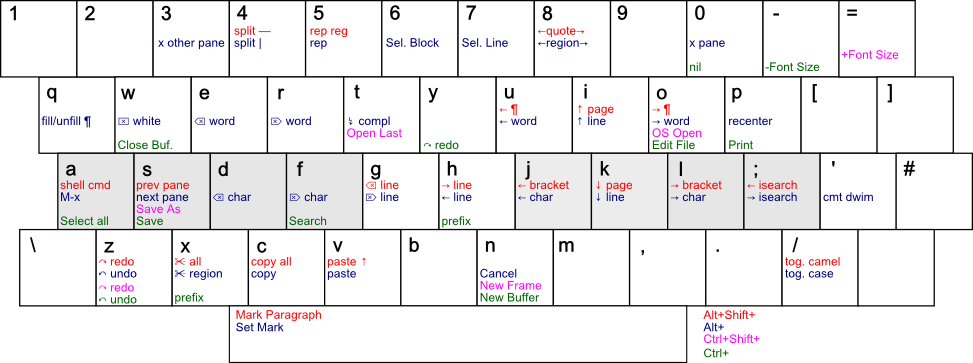 1 2 3 4 5 6 7 8 9 0 - =
split — rep reg ←quote→
x other pane split | rep Sel. Block Sel. Line ←region→ x pane
+Font Size
nil -Font Size
q w e r t y u i o p [ ]
← ¶ ↑ page → ¶
fill/unfill ¶ ⌧ white ⌫ word ⌦ word ↯ compl ← word ↑ line → word recenter
Open Last OS Open
Close Buf. ↷ redo Edit File Print
a s d f g h j k l ; ' #
shell cmd prev pane ⌫ line → line ← bracket ↓ page → bracket ← isearch
M-x next pane ⌫ char ⌦ char ⌦ line ← line ← char ↓ line → char → isearch cmt dwim
Save As
Select all Save Search prefix
\ z x c v b n m , . /
↷ redo ✂ all copy all paste ↑ tog. camel
↶ undo ✂ region copy paste Cancel tog. case
↷ redo New Frame
↶ undo prefix New Buffer
Mark Paragraph Alt+Shift+
Set Mark Alt+
Ctrl+Shift+
Ctrl+